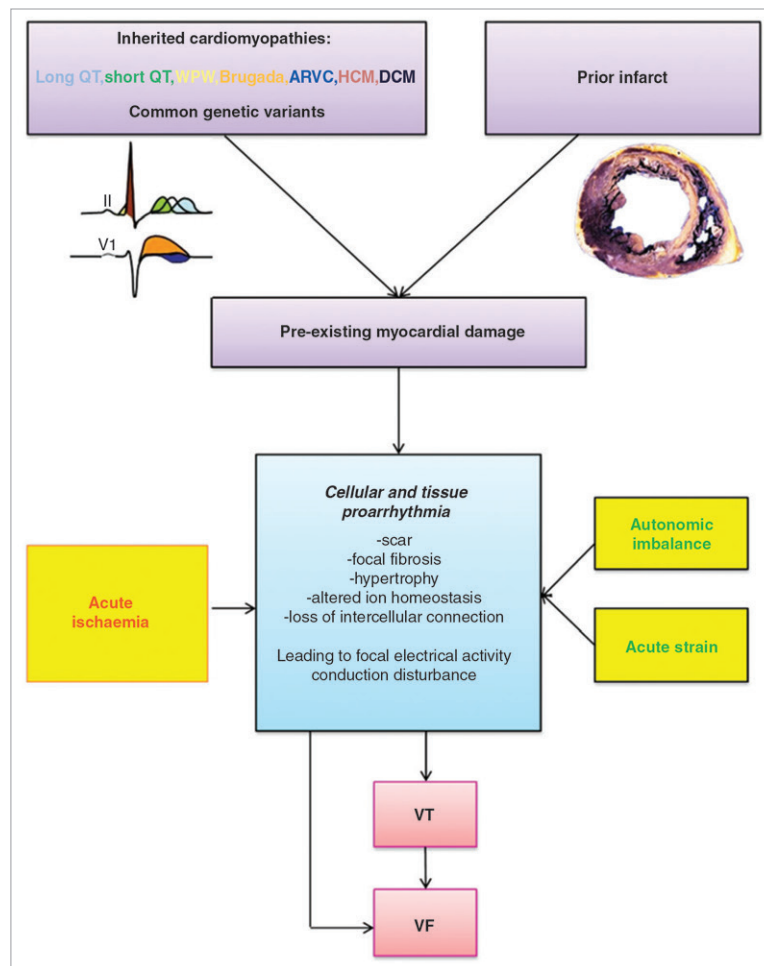 Inherited cardiomyopathies:
Long QT,short QT,WPW,Brugada,ARVC,HCM,DCM
Common genetic variants
Prior infarct
II
V1
Pre-existing myocardial damage
Cellular and tissue
proarrhythmia
-scar
-focal fibrosis
-hypertrophy
-altered ion homeostasis
-loss of intercellular connection
Leading to focal electrical activity
conduction disturbance
Acute
ischaemia
Autonomic
imbalance
Acute strain
VT
VF